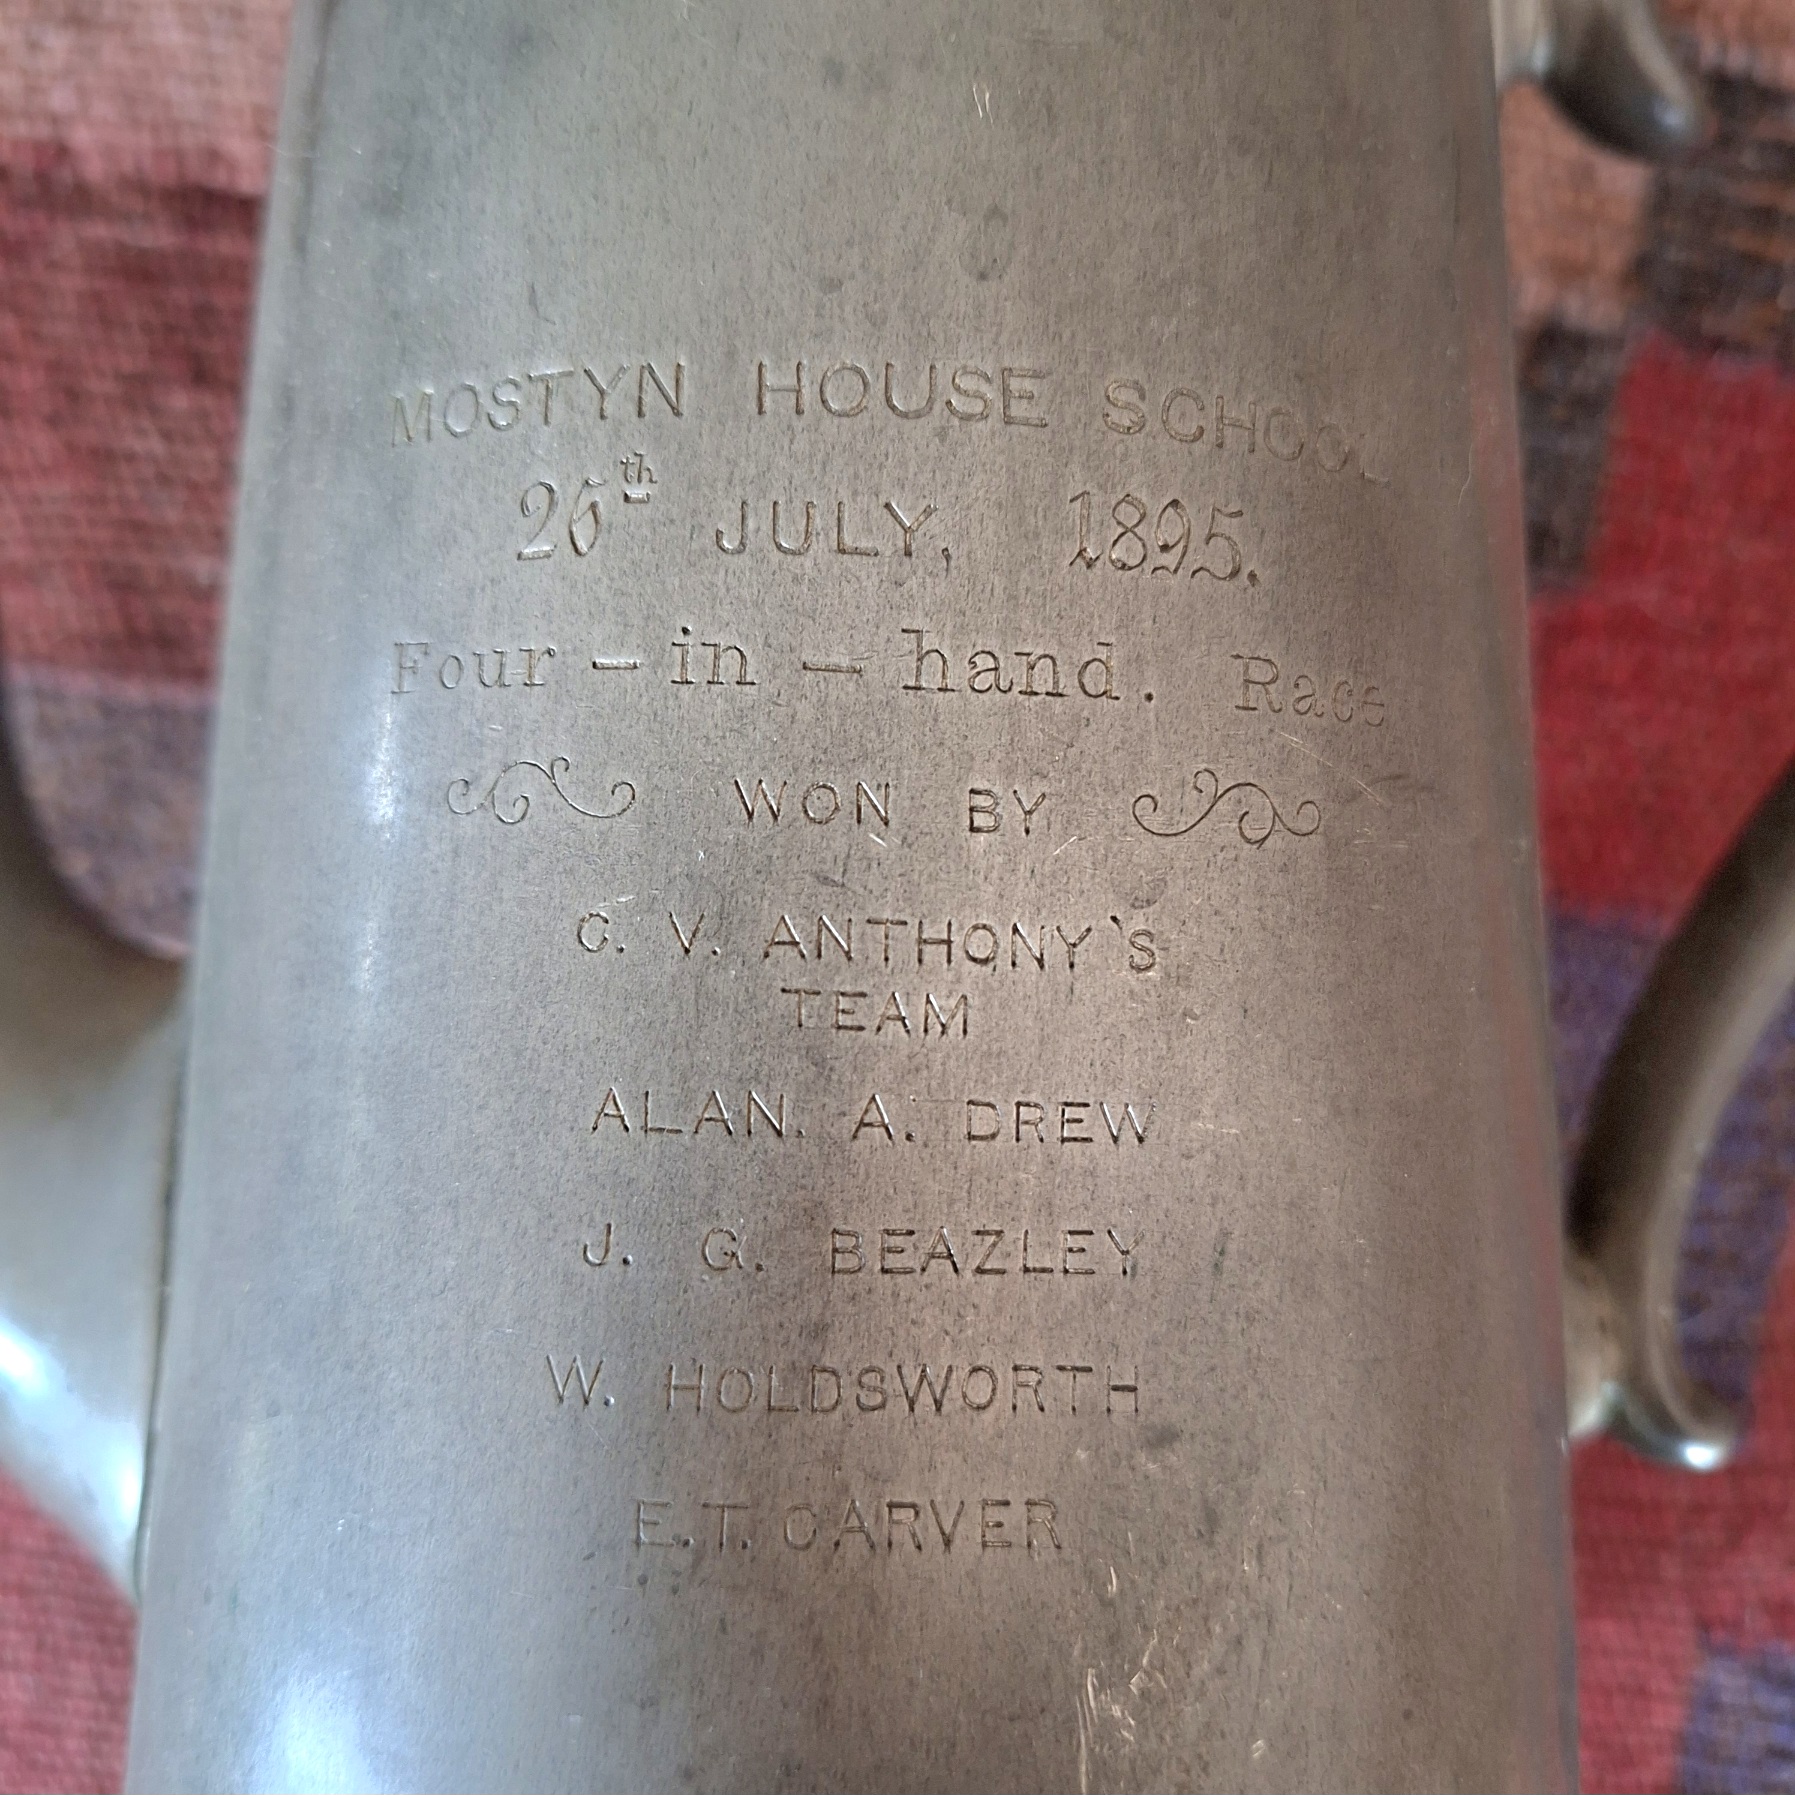 MOSTYN HOUSE SCHOOL
26th JULY, 1895.
Four - in - hand. Race
WON BY
C. V. ANTHONY'S
TEAM
ALAN. A. DREW
J. G. BEAZLEY
W. HOLDSWORTH
E.T. CARVER